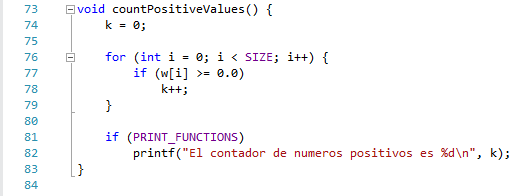 73 void countPositiveValues() {
74 k = 0;
75
76 for (int i = 0; i < SIZE; i++) {
77 if (w[i] >= 0.0)
78 k++;
79 }
80
81 if (PRINT_FUNCTIONS)
82 printf("El contador de numeros positivos es %d\n", k);
83 }
84